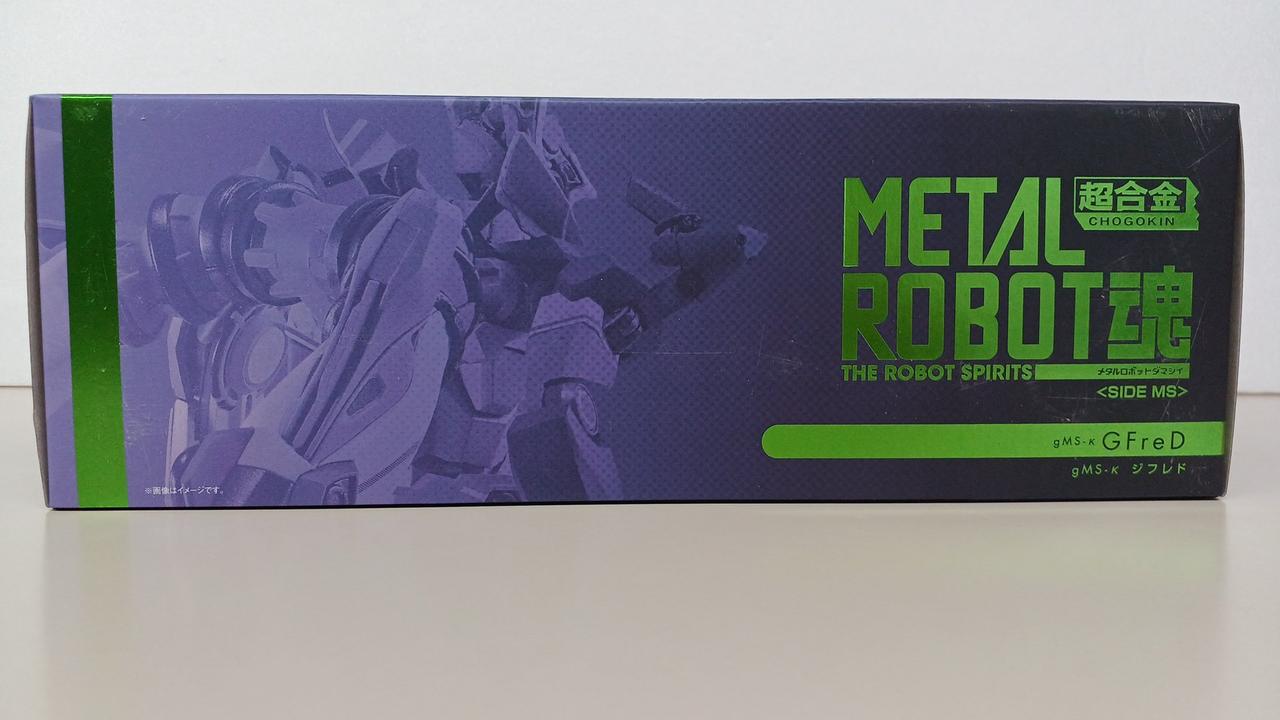 METAL 超合金
CHOGOKIN
ROBOT魂
THE ROBOT SPIRITS メタルロボットダマシイ
<SIDE MS>
gMS-κ GFreD
gMS-κ ジフレド
※画像はイメージです。